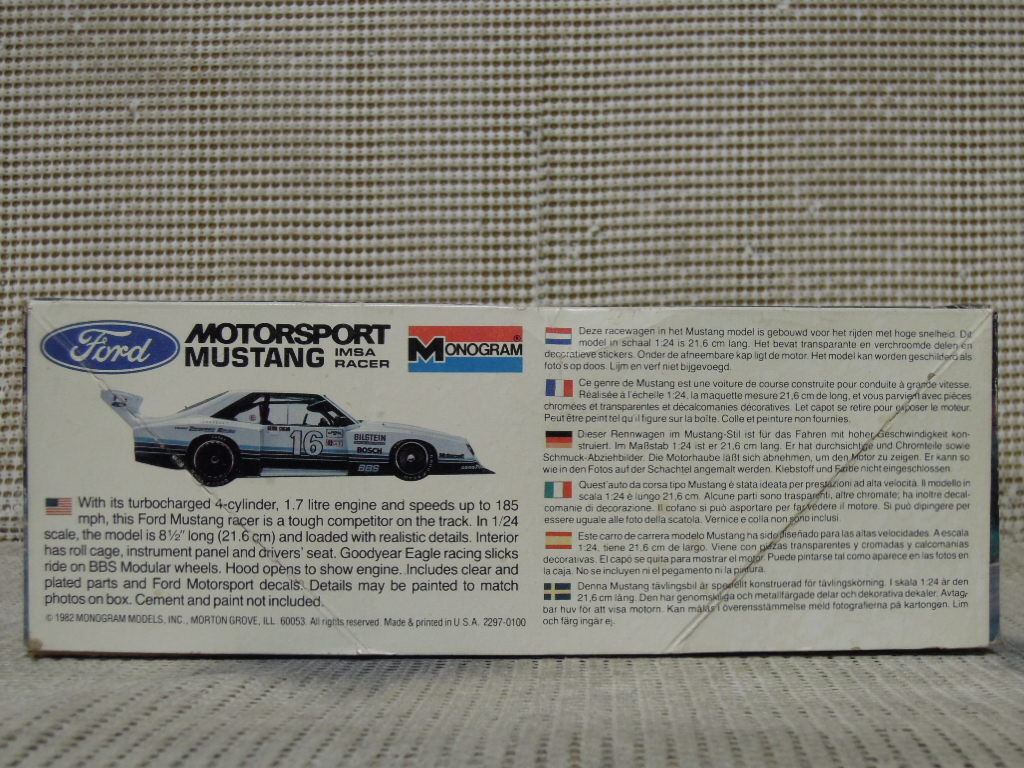 Ford
MOTORSPORT
MUSTANG IMSA RACER
MONOGRAM
16
BILSTEIN
BOSCH
BBS
With its turbocharged 4-cylinder, 1.7 litre engine and speeds up to 185
mph, this Ford Mustang racer is a tough competitor on the track. In 1/24
scale, the model is 8½" long (21.6 cm) and loaded with realistic details. Interior
has roll cage, instrument panel and drivers' seat. Goodyear Eagle racing slicks
ride on BBS Modular wheels. Hood opens to show engine. Includes clear and
plated parts and Ford Motorsport decals. Details may be painted to match
photos on box. Cement and paint not included.
© 1982 MONOGRAM MODELS, INC., MORTON GROVE, ILL. 60053. All rights reserved. Made & printed in U.S.A. 2297-0100
Deze racewagen in het Mustang model is gebouwd voor het rijden met hoge snelheid. Dit
model in schaal 1:24 is 21,6 cm lang. Het bevat transparante en verchroomde delen en
decoratieve stickers. Onder de afneembare kap ligt de motor. Het model kan worden geschilderd als
foto's op doos. Lijm en verf niet bijgevoegd.
Ce genre de Mustang est une voiture de course construite pour conduite à grande vitesse.
Réalisée à l'échelle 1:24, la maquette mesure 21,6 cm de long, et vous parvient avec pièces
chromées et transparentes et décalcomanies décoratives. Let capot se retire pour exposer le moteur.
Peut être peint tel qu'il figure sur la boîte. Colle et peinture non fournies.
Dieser Rennwagen im Mustang-Stil ist für das Fahren mit hoher Geschwindigkeit kon-
struiert. Im Maßstab 1:24 ist er 21,6 cm lang. Er hat durchsichtige und Chromteile sowie
Schmuck-Abziehbilder. Die Motorhaube läßt sich abnehmen, um den Motor zu zeigen. Er kann so
wie in den Fotos auf der Schachtel angemalt werden. Klebstoff und Farbe nicht eingeschlossen.
Quest'auto da corsa tipo Mustang è stata ideata per prestazioni ad alta velocità. Il modello in
scala 1:24 è lungo 21,6 cm. Alcune parti sono trasparenti, altre chromate; ha inoltre decal-
comanie di decorazione. Il cofano si può asportare per far vedere il motore. Si può dipingere per
essere uguale alle foto della scatola. Vernice e colla non sono inclusi.
Este carro de carrera modelo Mustang ha sido diseñado para las altas velocidades. A escala
1:24, tiene 21,6 cm de largo. Viene con piezas transparentes y cromadas y calcomanias
decorativas. El capó se quita para mostrar el motor. Puede pintarse tal como aparece en las fotos en
la caja. No se incluyen ni el pegamento ni la pintura.
Denna Mustang tävlingsbil är speciellt konstruerad för tävlingskörning. I skala 1:24 är den
21,6 cm lång. Den har genomskinliga och metallfärgade delar och dekorativa dekaler. Avtag-
bar huv för att visa motorn. Kan målas i överensstämmelse meld fotografierna på kartongen. Lim
och färg ingår ej.